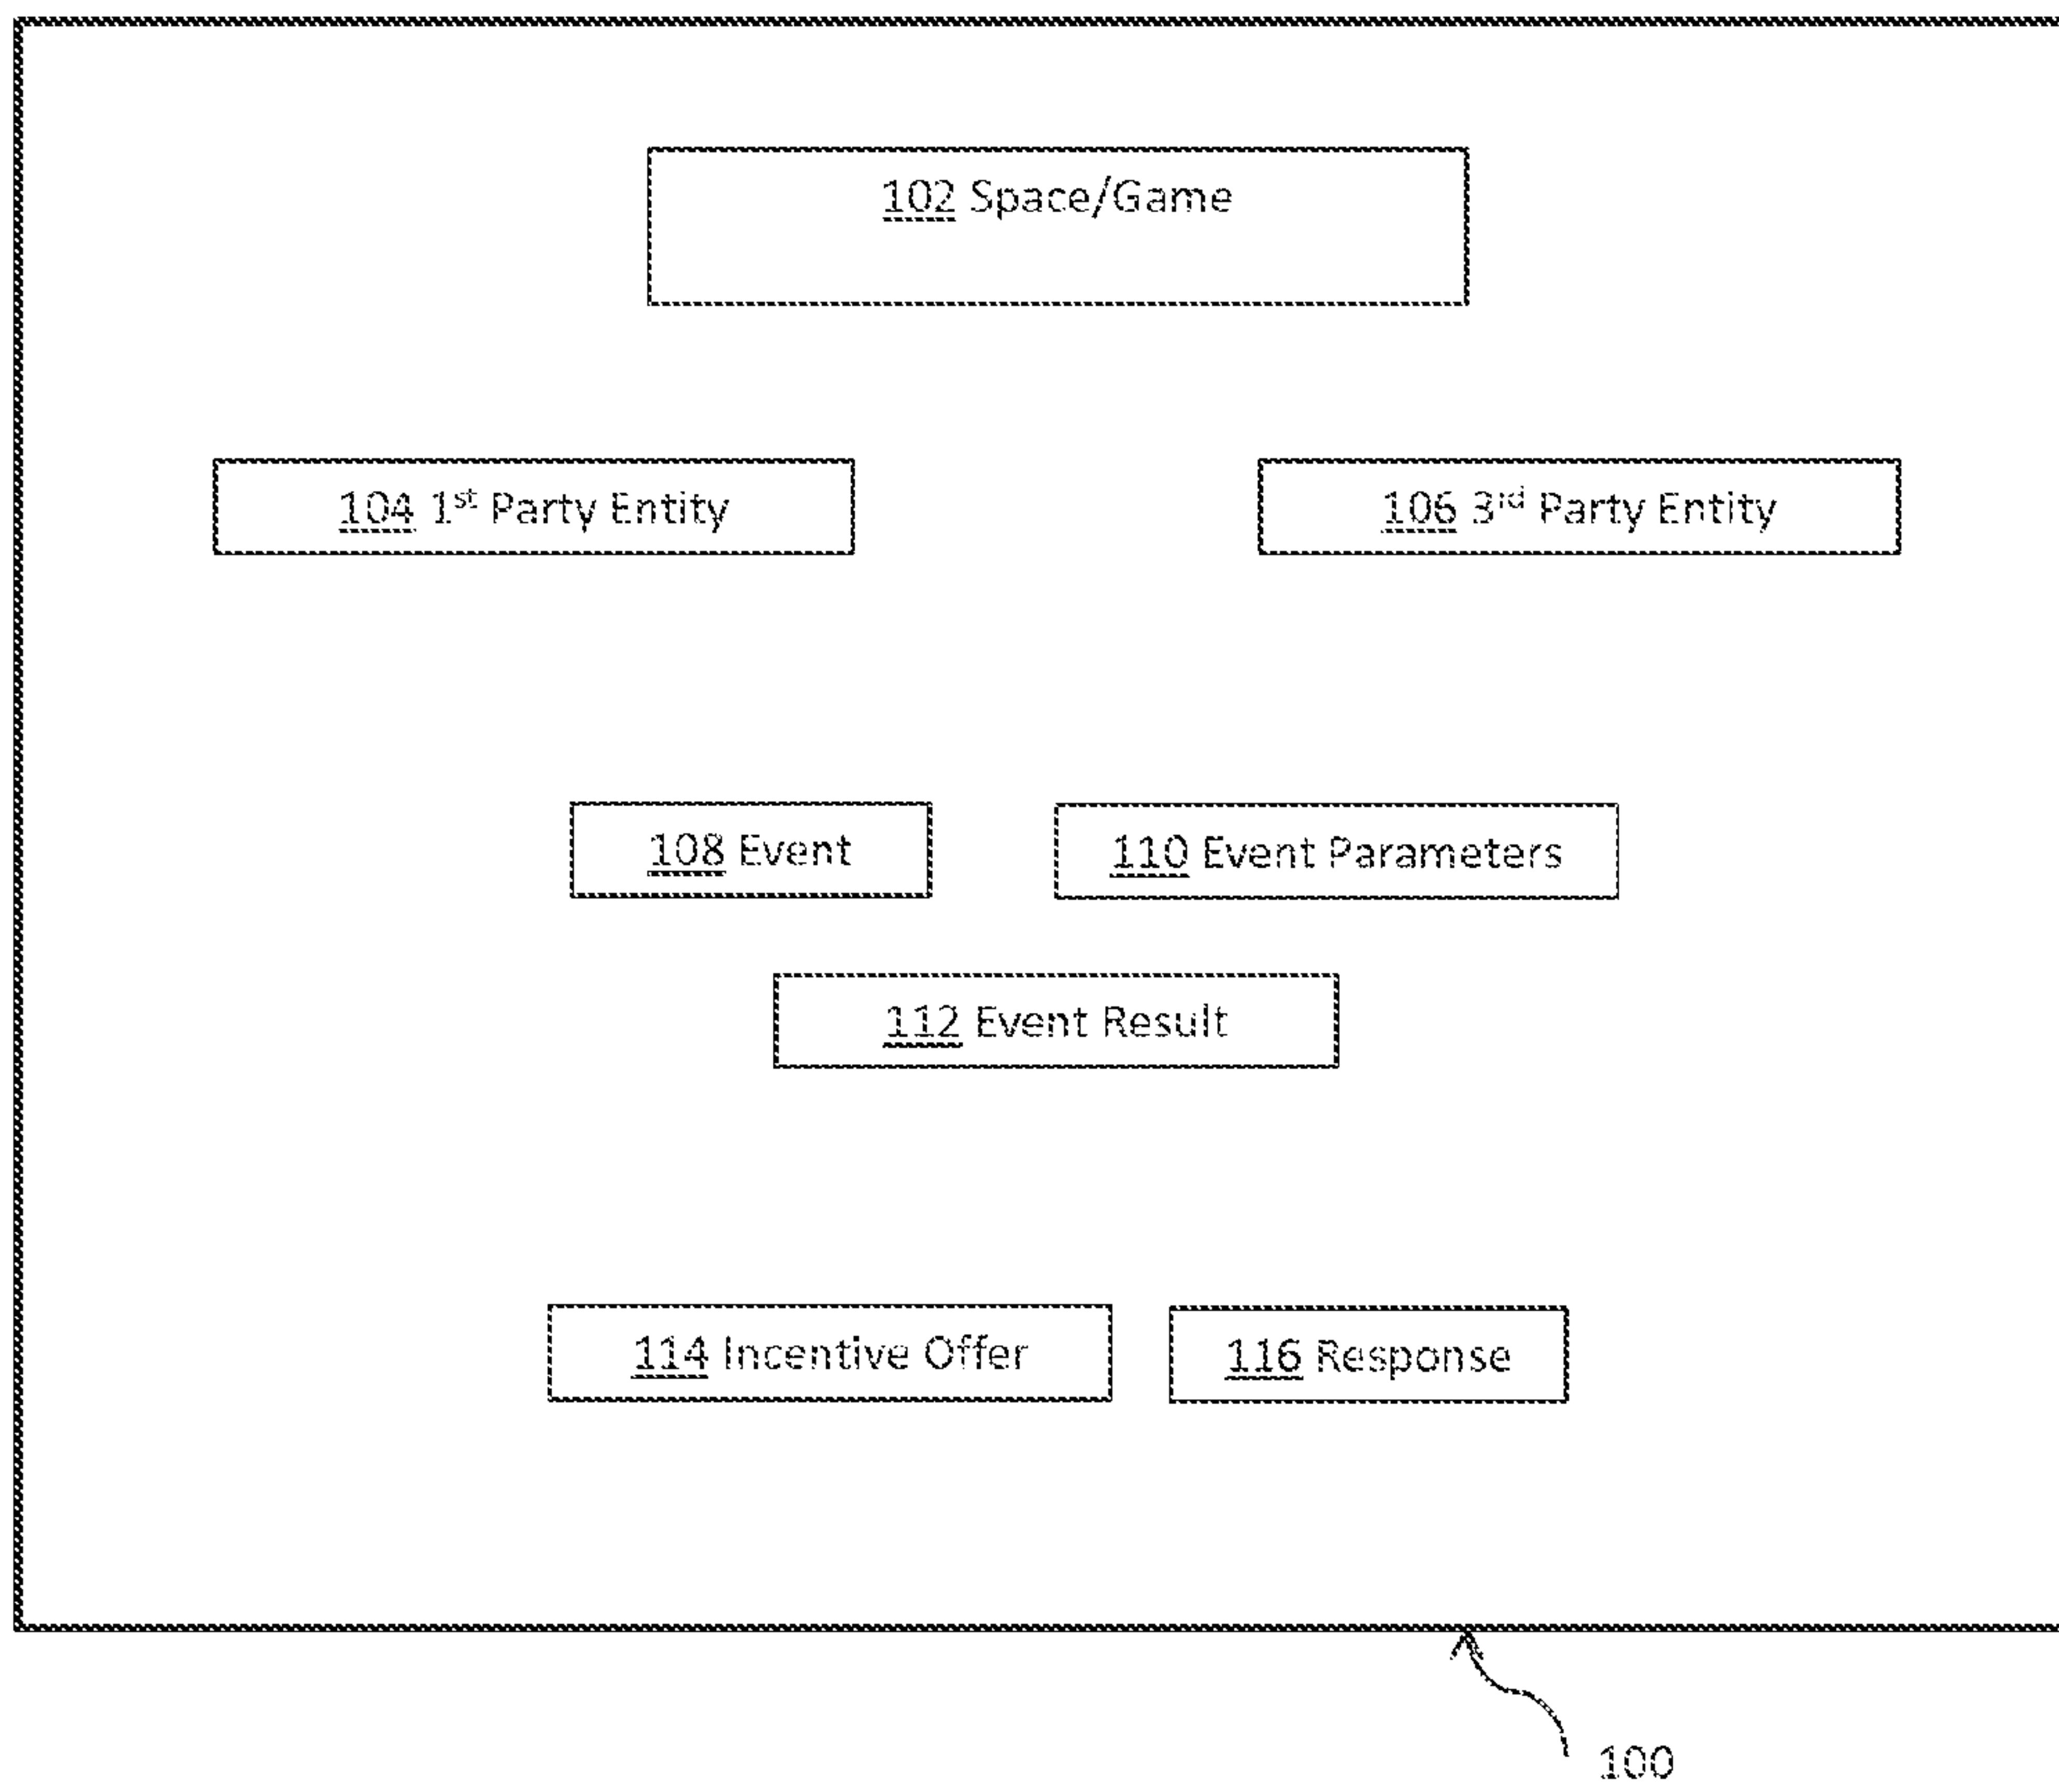 102 Space/Game
104 1st Party Entity
106 3rd Party Entity
108 Event
110 Event Parameters
112 Event Result
114 Incentive Offer
116 Response
100